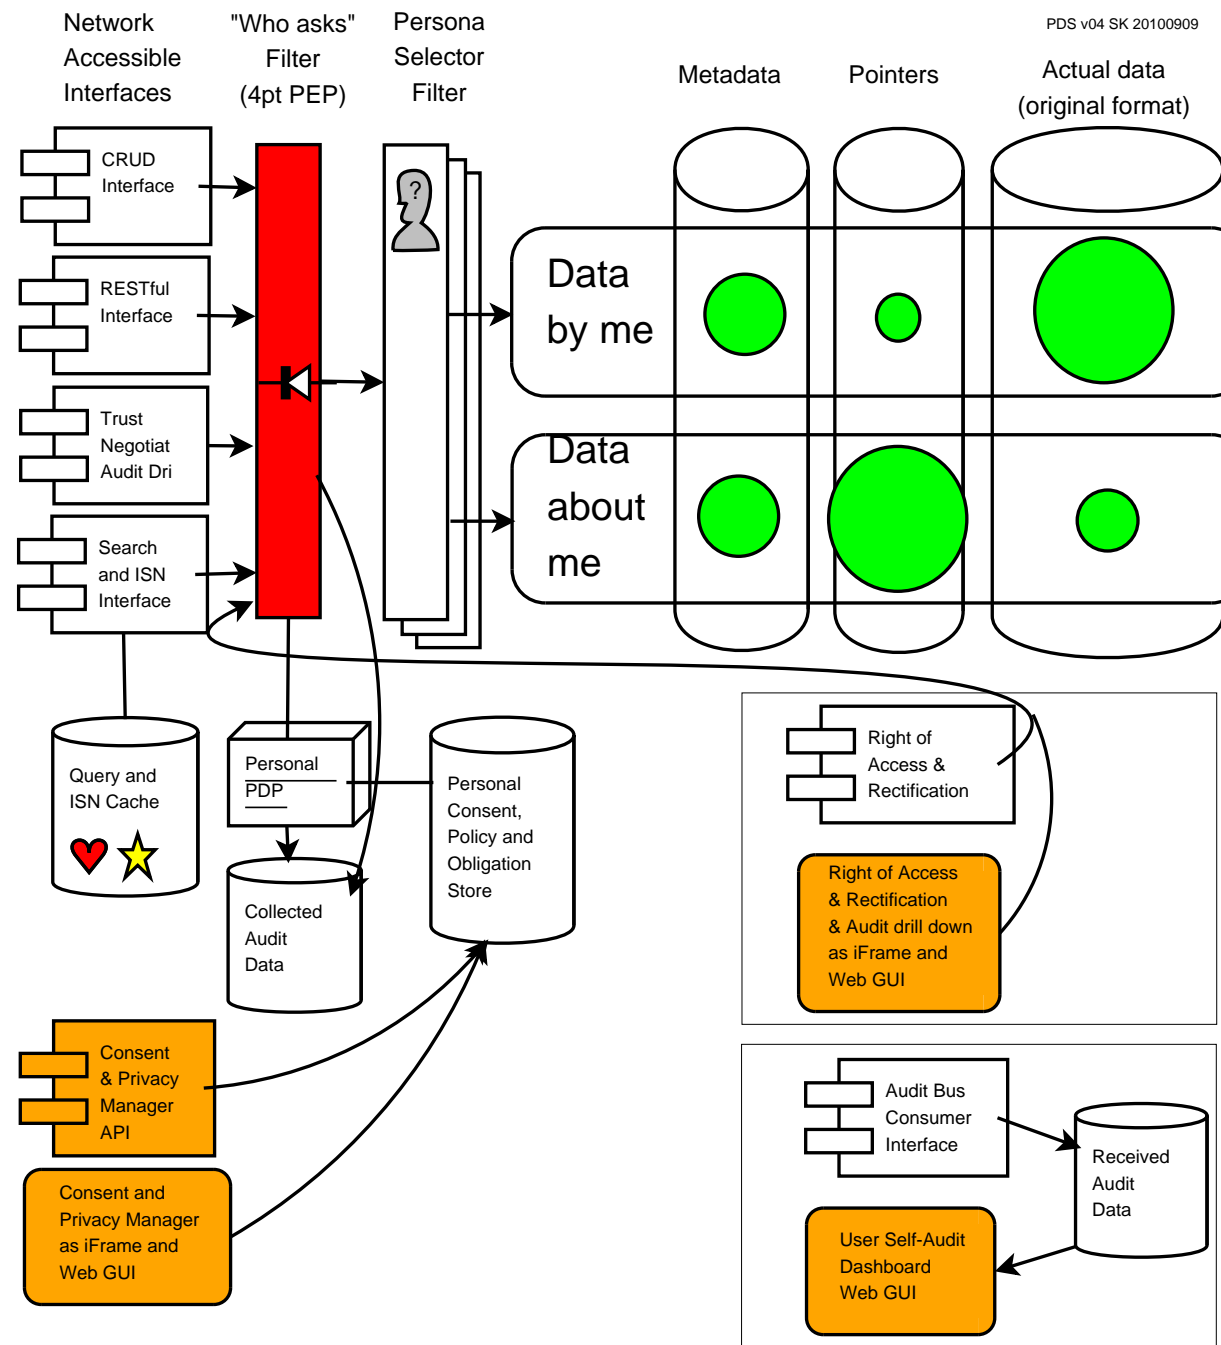 PDS v04 SK 20100909
Network
Accessible
Interfaces
"Who asks"
Filter
(4pt PEP)
Persona
Selector
Filter
Metadata
Pointers
Actual data
(original format)
CRUD
Interface
RESTful
Interface
Trust
Negotiat
Audit Dri
Search
and ISN
Interface
?
Data
by me
Data
about
me
Query and
ISN Cache
Personal
PDP
Collected
Audit
Data
Personal
Consent,
Policy and
Obligation
Store
Right of
Access &
Rectification
Right of Access
& Rectification
& Audit drill down
as iFrame and
Web GUI
Consent
& Privacy
Manager
API
Consent and
Privacy Manager
as iFrame and
Web GUI
Audit Bus
Consumer
Interface
Received
Audit
Data
User Self-Audit
Dashboard
Web GUI